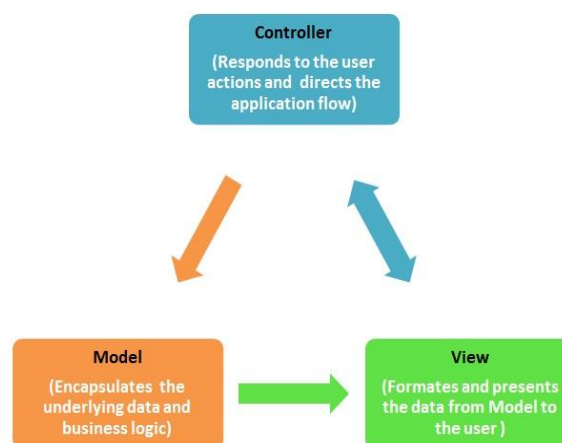 Controller
(Responds to the user
actions and directs the
application flow)
Model
(Encapsulates the
underlying data and
business logic)
View
(Formates and presents
the data from Model to
the user )